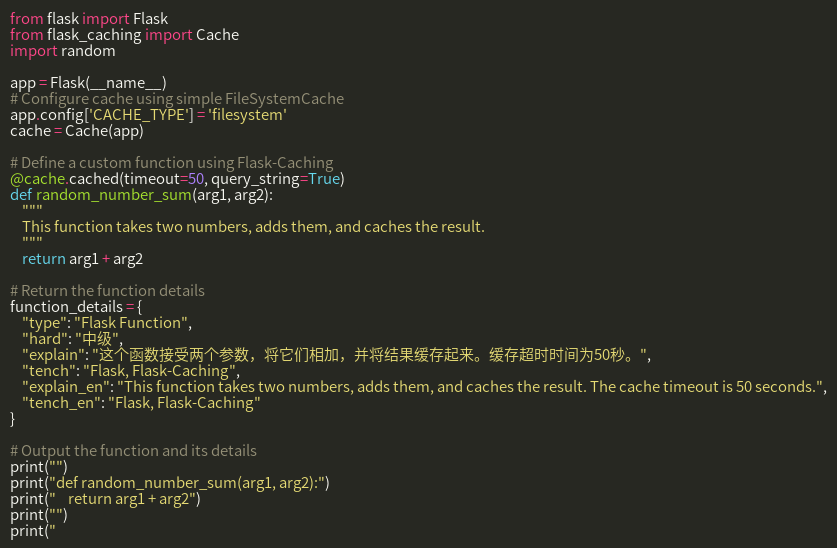 from flask import Flask
from flask_caching import Cache
import random

app = Flask(__name__)
# Configure cache using simple FileSystemCache
app.config['CACHE_TYPE'] = 'filesystem'
cache = Cache(app)

# Define a custom function using Flask-Caching
@cache.cached(timeout=50, query_string=True)
def random_number_sum(arg1, arg2):
    """
    This function takes two numbers, adds them, and caches the result.
    """
    return arg1 + arg2

# Return the function details
function_details = {
    "type": "Flask Function",
    "hard": "中级",
    "explain": "这个函数接受两个参数，将它们相加，并将结果缓存起来。缓存超时时间为50秒。",
    "tench": "Flask, Flask-Caching",
    "explain_en": "This function takes two numbers, adds them, and caches the result. The cache timeout is 50 seconds.",
    "tench_en": "Flask, Flask-Caching"
}

# Output the function and its details
print("")
print("def random_number_sum(arg1, arg2):")
print("    return arg1 + arg2")
print("")
print("